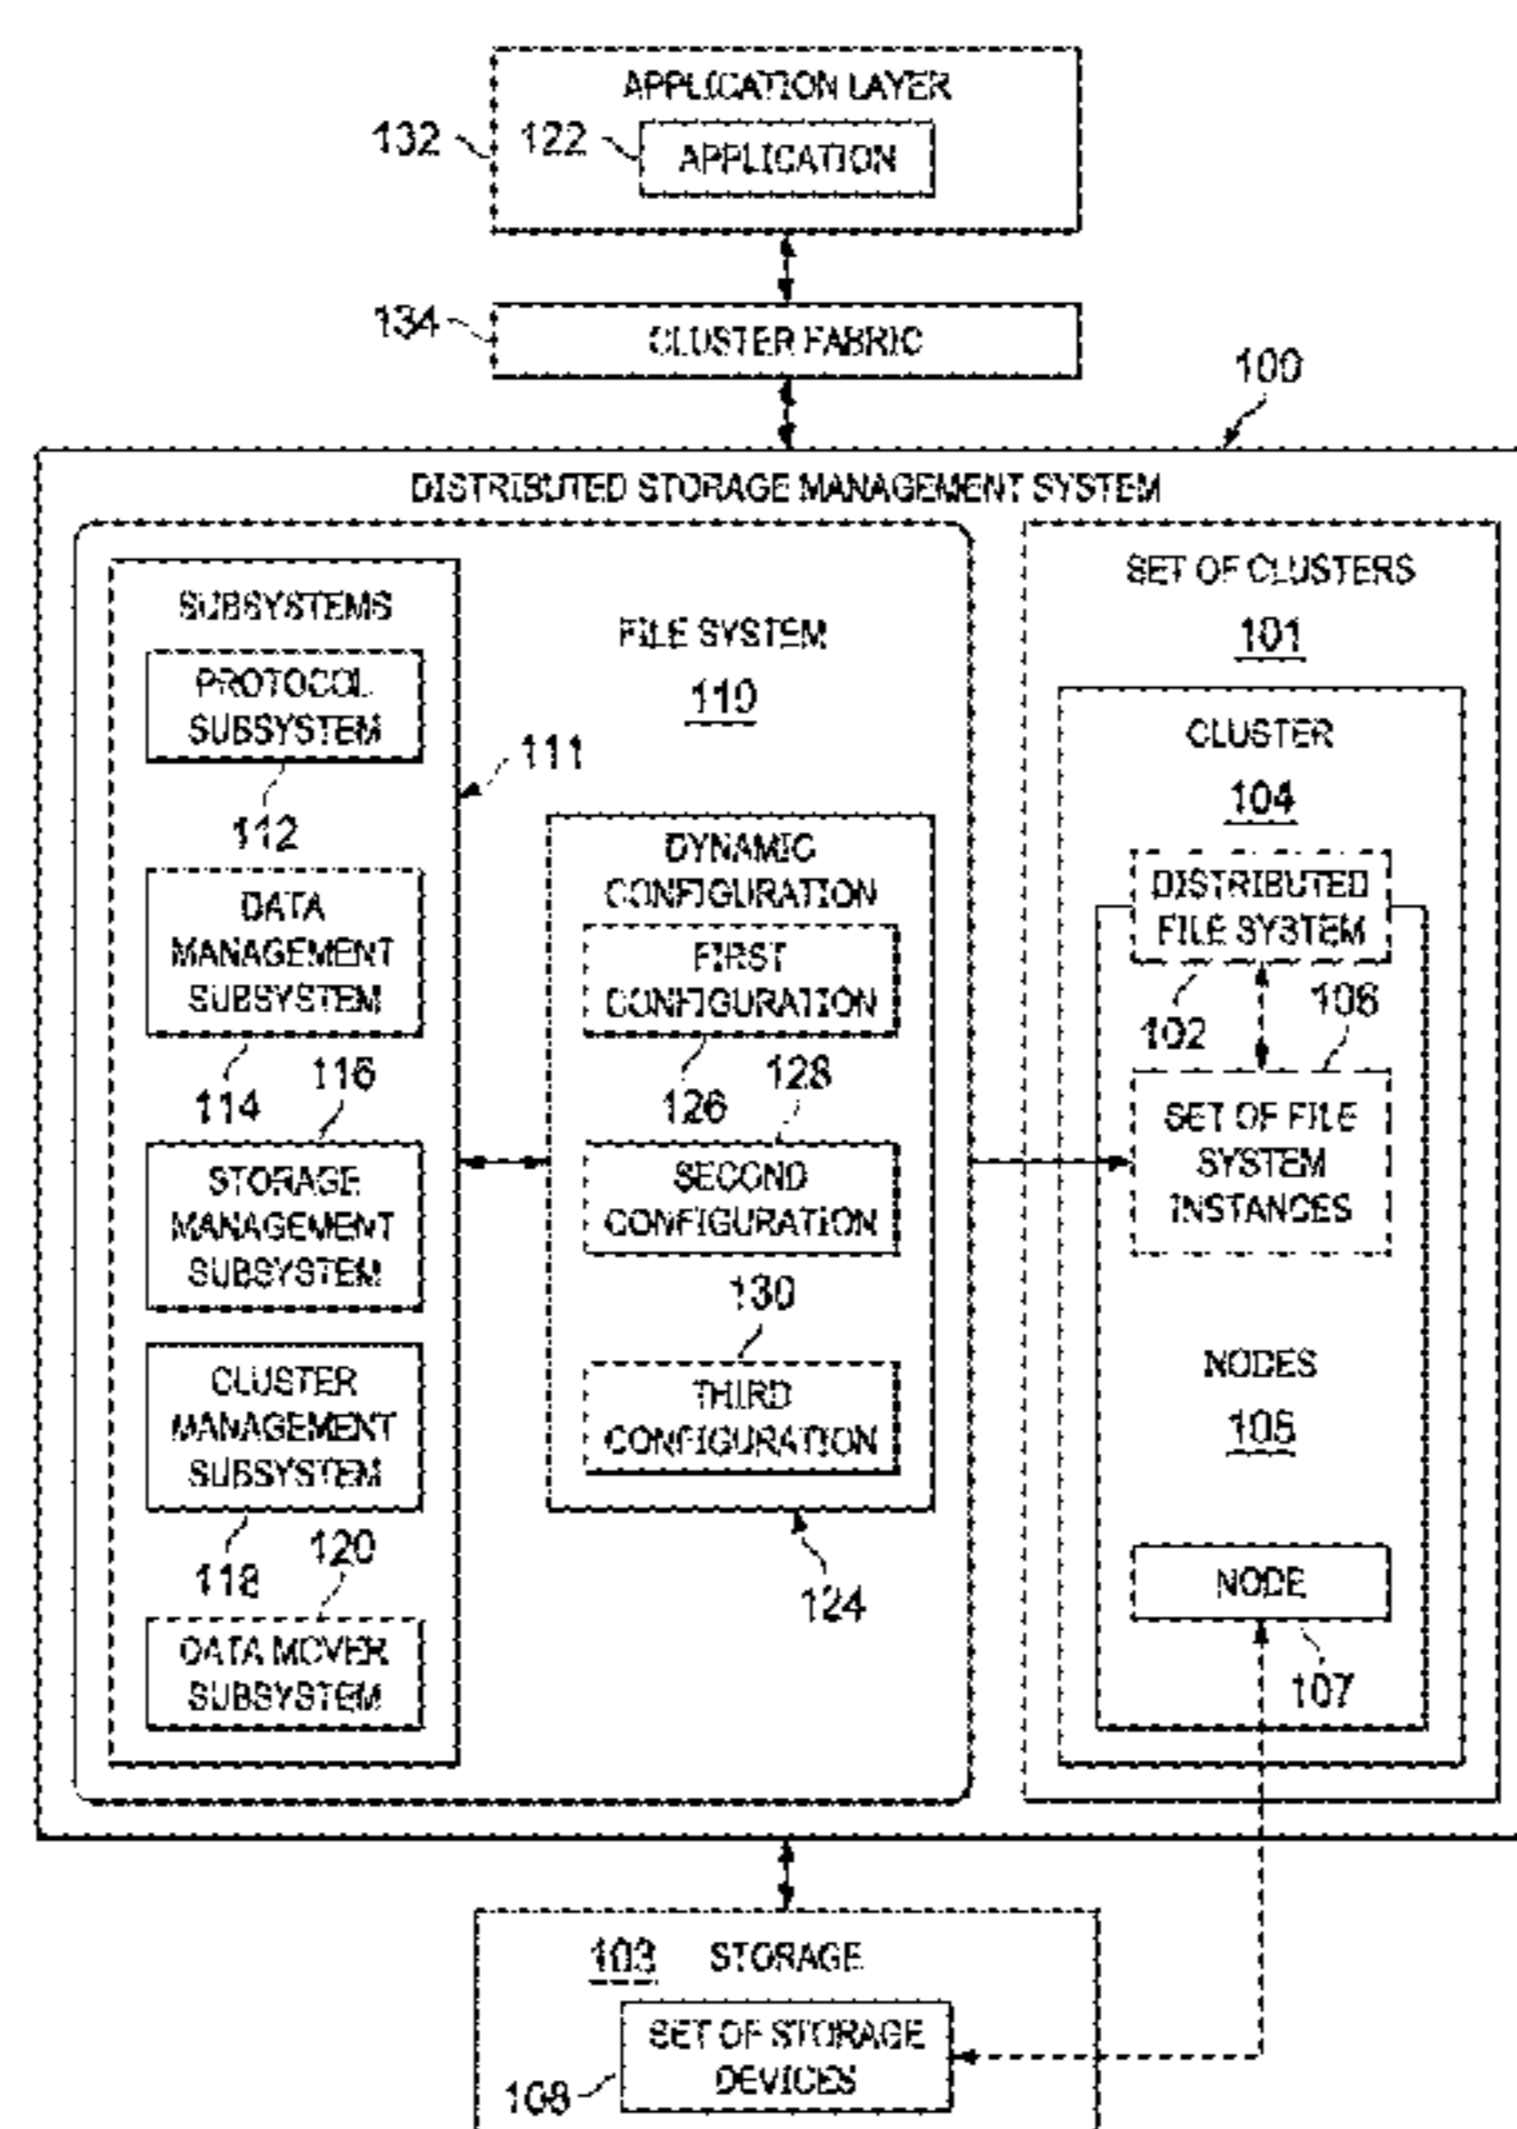 APPLICATION LAYER
132
122
APPLICATION
134
CLUSTER FABRIC
100
DISTRIBUTED STORAGE MANAGEMENT SYSTEM
SUBSYSTEMS
PROTOCOL
SUBSYSTEM
112
DATA
MANAGEMENT
SUBSYSTEM
114
116
STORAGE
MANAGEMENT
SUBSYSTEM
CLUSTER
MANAGEMENT
SUBSYSTEM
118
120
DATA MOVER
SUBSYSTEM
111
FILE SYSTEM
110
DYNAMIC
CONFIGURATION
FIRST
CONFIGURATION
126
128
SECOND
CONFIGURATION
130
THIRD
CONFIGURATION
124
SET OF CLUSTERS
101
CLUSTER
104
DISTRIBUTED
FILE SYSTEM
102
106
SET OF FILE
SYSTEM
INSTANCES
NODES
105
NODE
107
103 STORAGE
SET OF STORAGE
DEVICES
108